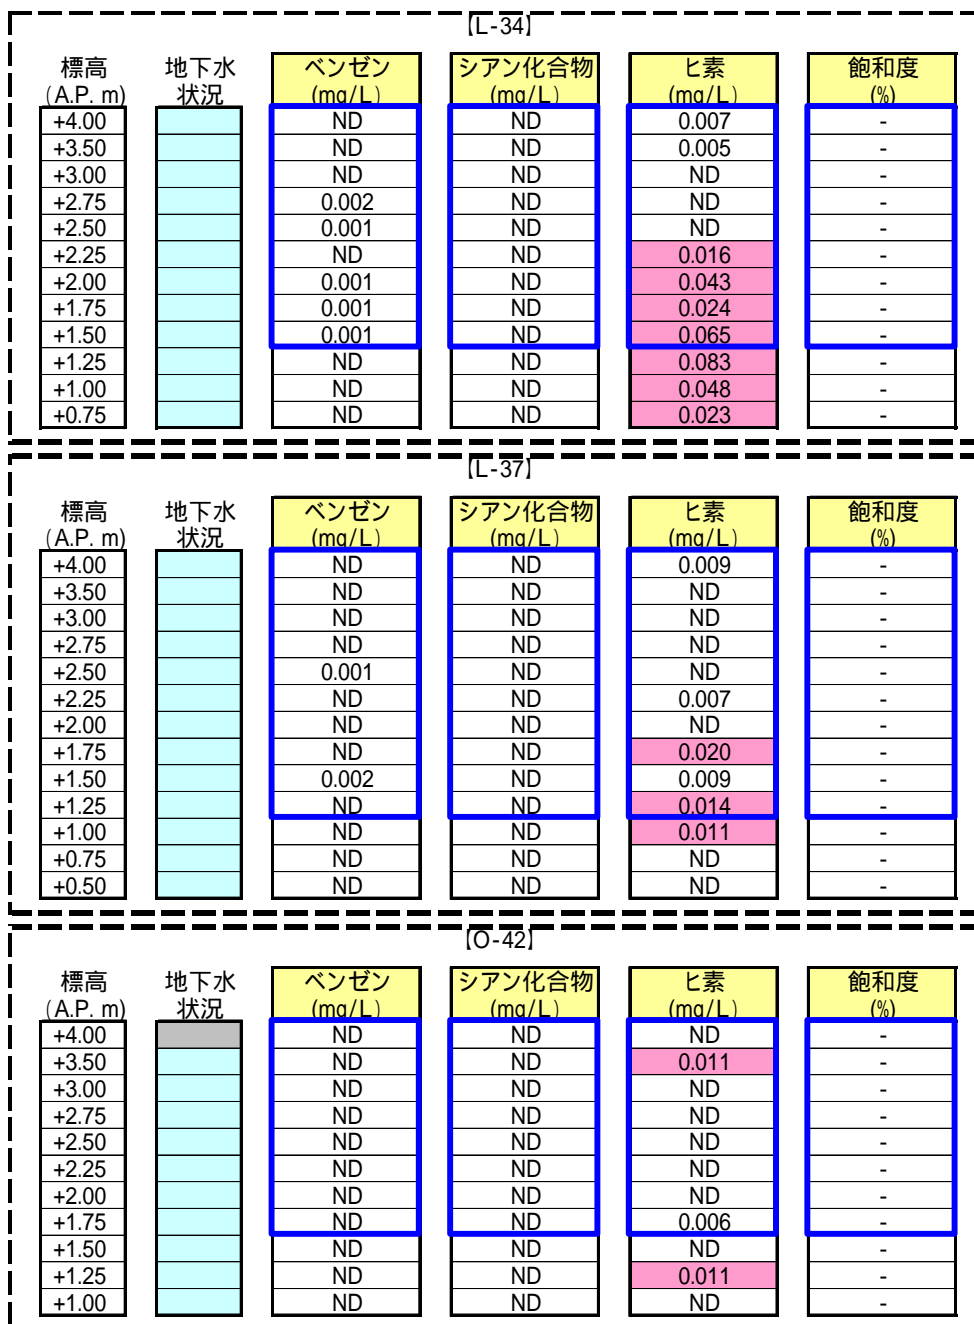 【L-34】
標高 地下水 ベンゼン シアン化合物 ヒ素 飽和度
(A.P. m) 状況 (mg/L) (mg/L) (mg/L) (%)
+4.00 ND ND 0.007 -
+3.50 ND ND 0.005 -
+3.00 ND ND ND -
+2.75 0.002 ND ND -
+2.50 0.001 ND ND -
+2.25 ND ND 0.016 -
+2.00 0.001 ND 0.043 -
+1.75 0.001 ND 0.024 -
+1.50 0.001 ND 0.065 -
+1.25 ND ND 0.083 -
+1.00 ND ND 0.048 -
+0.75 ND ND 0.023 -
【L-37】
標高 地下水 ベンゼン シアン化合物 ヒ素 飽和度
(A.P. m) 状況 (mg/L) (mg/L) (mg/L) (%)
+4.00 ND ND 0.009 -
+3.50 ND ND ND -
+3.00 ND ND ND -
+2.75 ND ND ND -
+2.50 0.001 ND ND -
+2.25 ND ND 0.007 -
+2.00 ND ND ND -
+1.75 ND ND 0.020 -
+1.50 0.002 ND 0.009 -
+1.25 ND ND 0.014 -
+1.00 ND ND 0.011 -
+0.75 ND ND ND -
+0.50 ND ND ND -
【O-42】
標高 地下水 ベンゼン シアン化合物 ヒ素 飽和度
(A.P. m) 状況 (mg/L) (mg/L) (mg/L) (%)
+4.00 ND ND ND -
+3.50 ND ND 0.011 -
+3.00 ND ND ND -
+2.75 ND ND ND -
+2.50 ND ND ND -
+2.25 ND ND ND -
+2.00 ND ND ND -
+1.75 ND ND 0.006 -
+1.50 ND ND ND -
+1.25 ND ND 0.011 -
+1.00 ND ND ND -